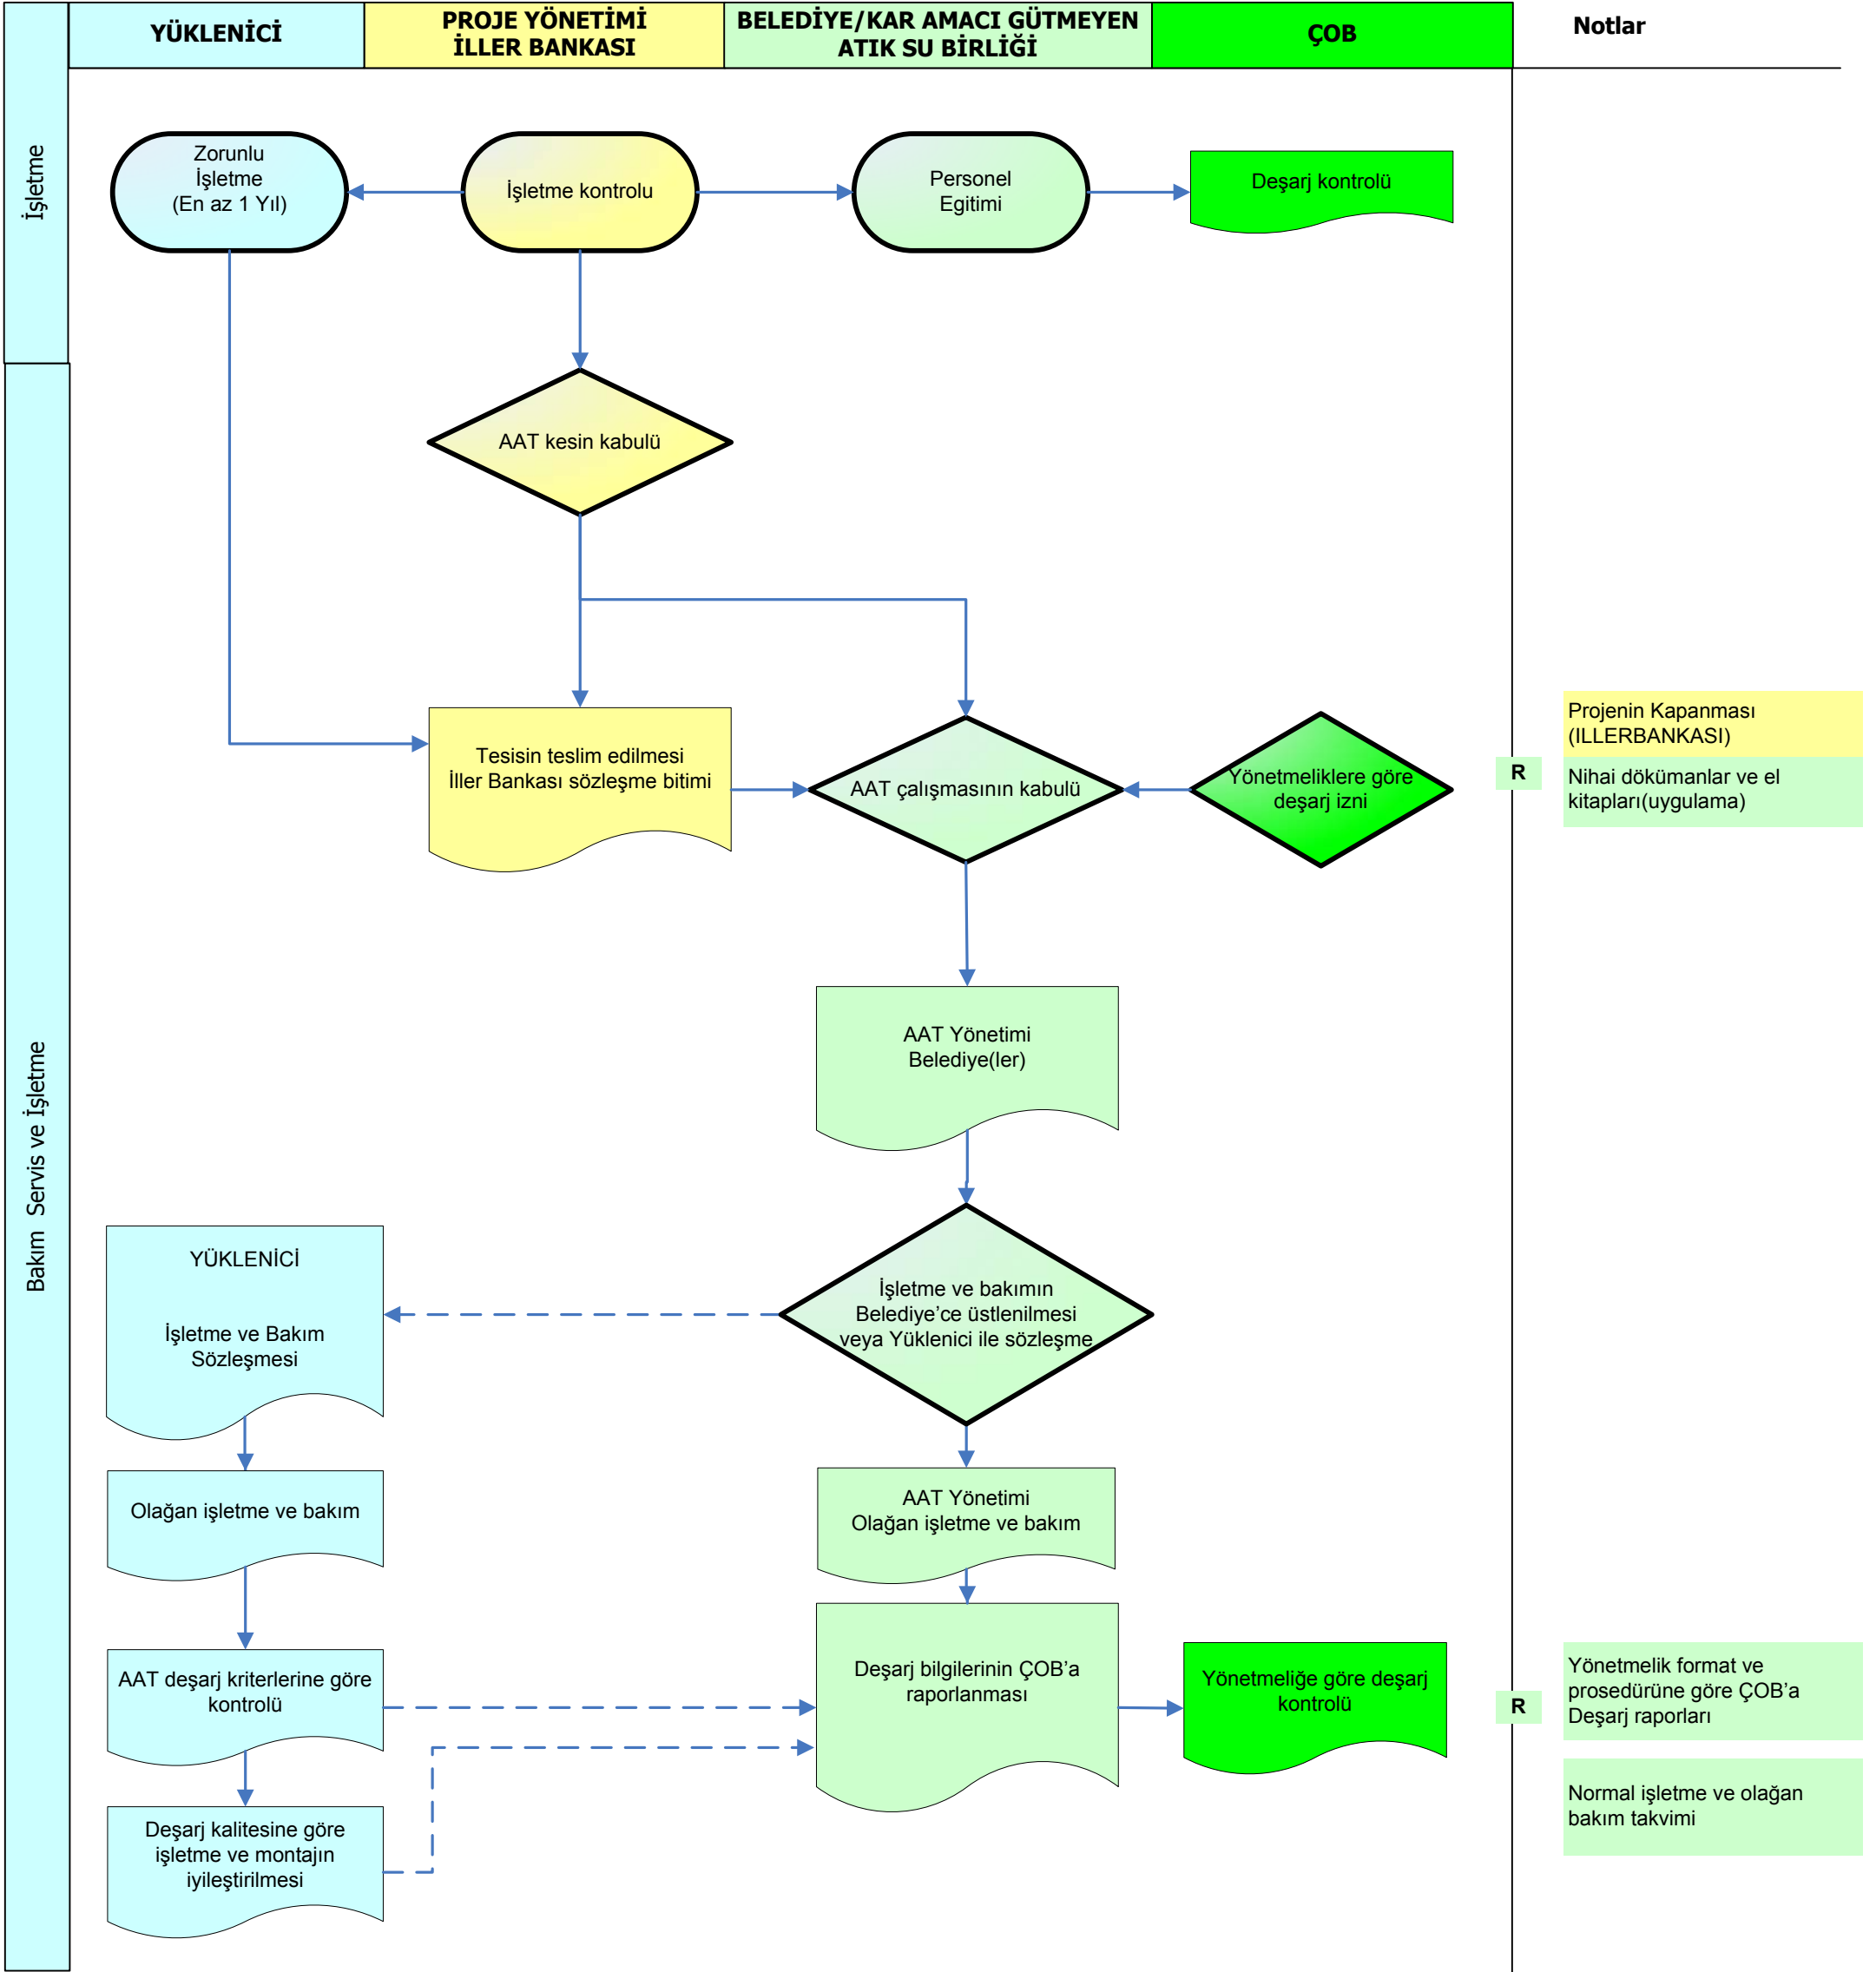 YÜKLENİCİ
PROJE YÖNETİMİ
İLLER BANKASI
BELEDİYE/KAR AMACI GÜTMEYEN
ATIK SU BİRLİĞİ
ÇOB
Notlar
İşletme
Zorunlu
İşletme
(En az 1 Yıl)
İşletme kontrolu
Personel
Egitimi
Deşarj kontrolü
AAT kesin kabulü
Bakım Servis ve İşletme
Tesisin teslim edilmesi
İller Bankası sözleşme bitimi
AAT çalışmasının kabulü
Yönetmeliklere göre
deşarj izni
R
Projenin Kapanması
(ILLERBANKASI)
Nihai dökümanlar ve el
kitapları(uygulama)
AAT Yönetimi
Belediye(ler)
YÜKLENİCİ
İşletme ve Bakım
Sözleşmesi
İşletme ve bakımın
Belediye’ce üstlenilmesi
veya Yüklenici ile sözleşme
Olağan işletme ve bakım
AAT Yönetimi
Olağan işletme ve bakım
AAT deşarj kriterlerine göre
kontrolü
Deşarj bilgilerinin ÇOB’a
raporlanması
Yönetmeliğe göre deşarj
kontrolü
R
Yönetmelik format ve
prosedürüne göre ÇOB’a
Deşarj raporları
Normal işletme ve olağan
bakım takvimi
Deşarj kalitesine göre
işletme ve montajın
iyileştirilmesi